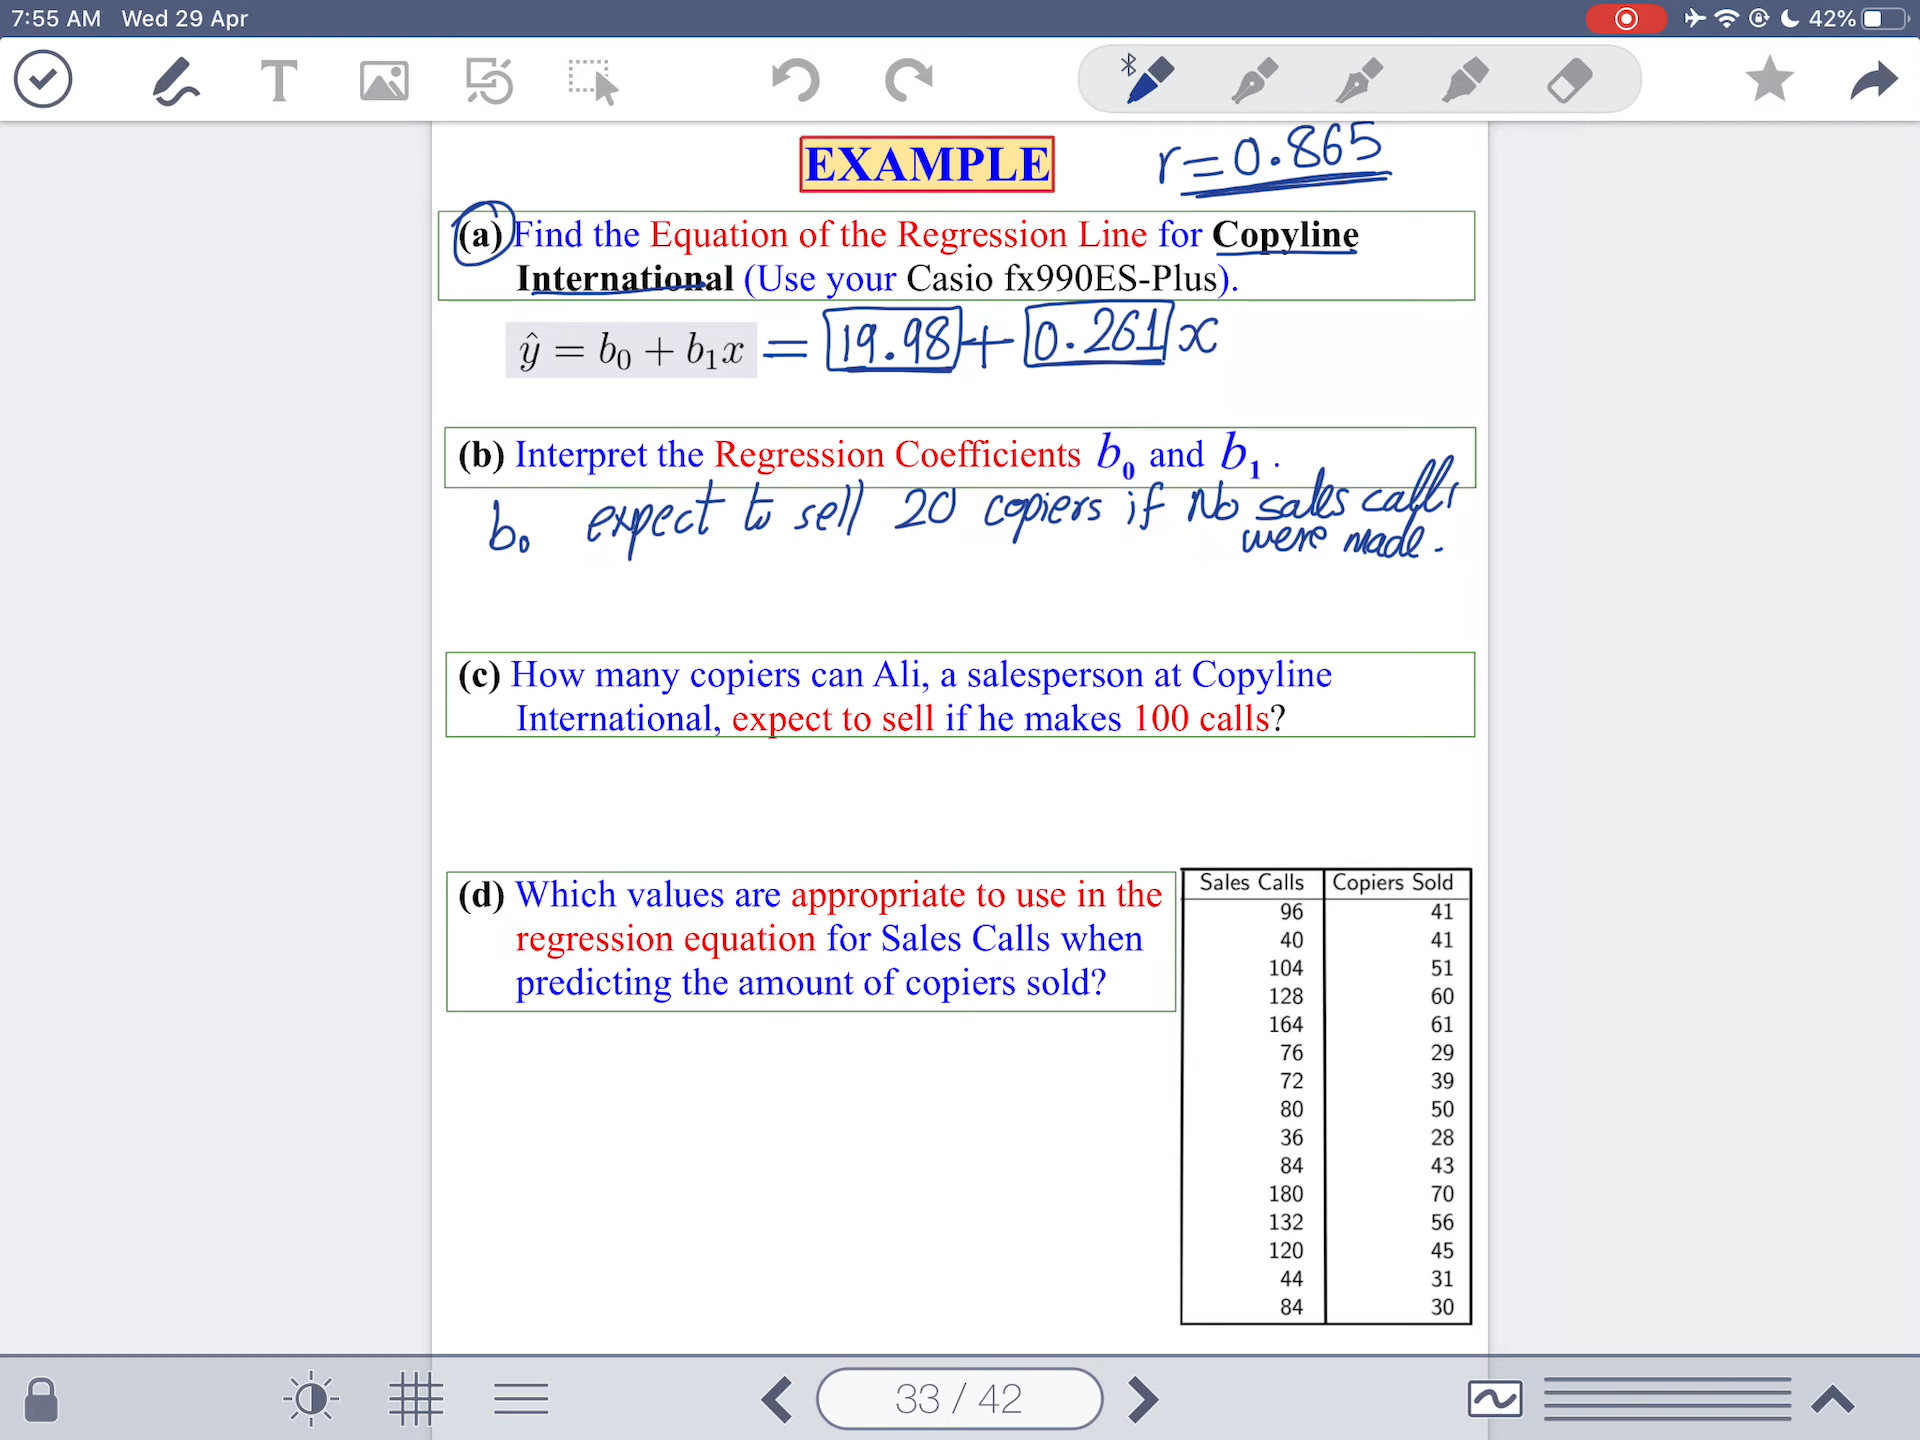 7:55 AM Wed 29 Apr
42%
EXAMPLE
r=0.865
(a) Find the Equation of the Regression Line for Copyline
International (Use your Casio fx990ES-Plus).
ŷ = b₀ + b₁x = 19.98 + 0.261 x
(b) Interpret the Regression Coefficients b₀ and b₁ .
b₀ expect to sell 20 copiers if No sales calls
were made.
(c) How many copiers can Ali, a salesperson at Copyline
International, expect to sell if he makes 100 calls?
(d) Which values are appropriate to use in the
regression equation for Sales Calls when
predicting the amount of copiers sold?
Sales Calls Copiers Sold
96 41
40 41
104 51
128 60
164 61
76 29
72 39
80 50
36 28
84 43
180 70
132 56
120 45
44 31
84 30
33 / 42